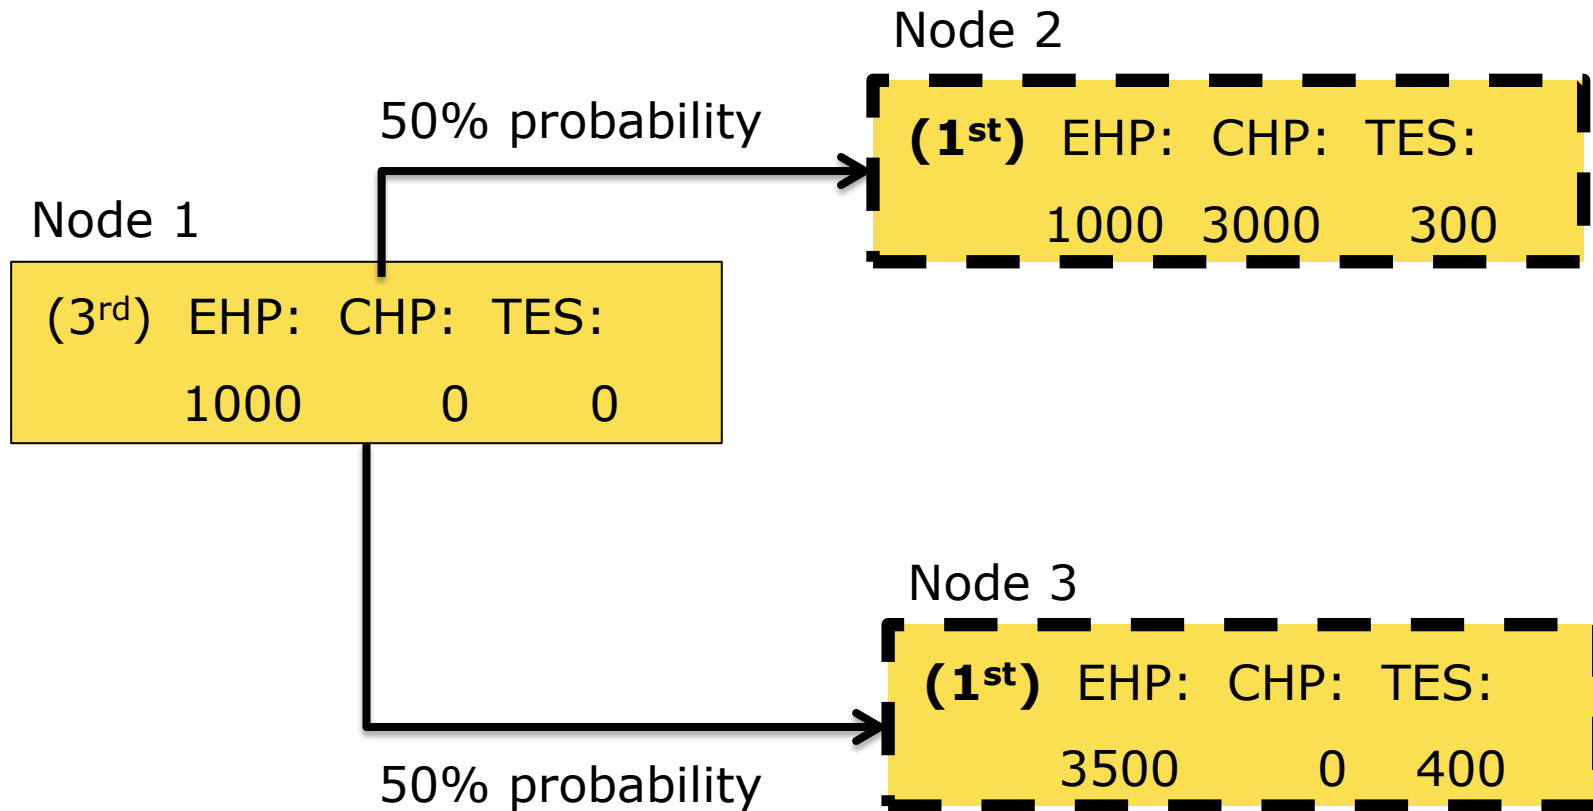 Node 2
50% probability
(1st) EHP: CHP: TES:
1000 3000 300
Node 1
(3rd) EHP: CHP: TES:
1000 0 0
Node 3
(1st) EHP: CHP: TES:
3500 0 400
50% probability